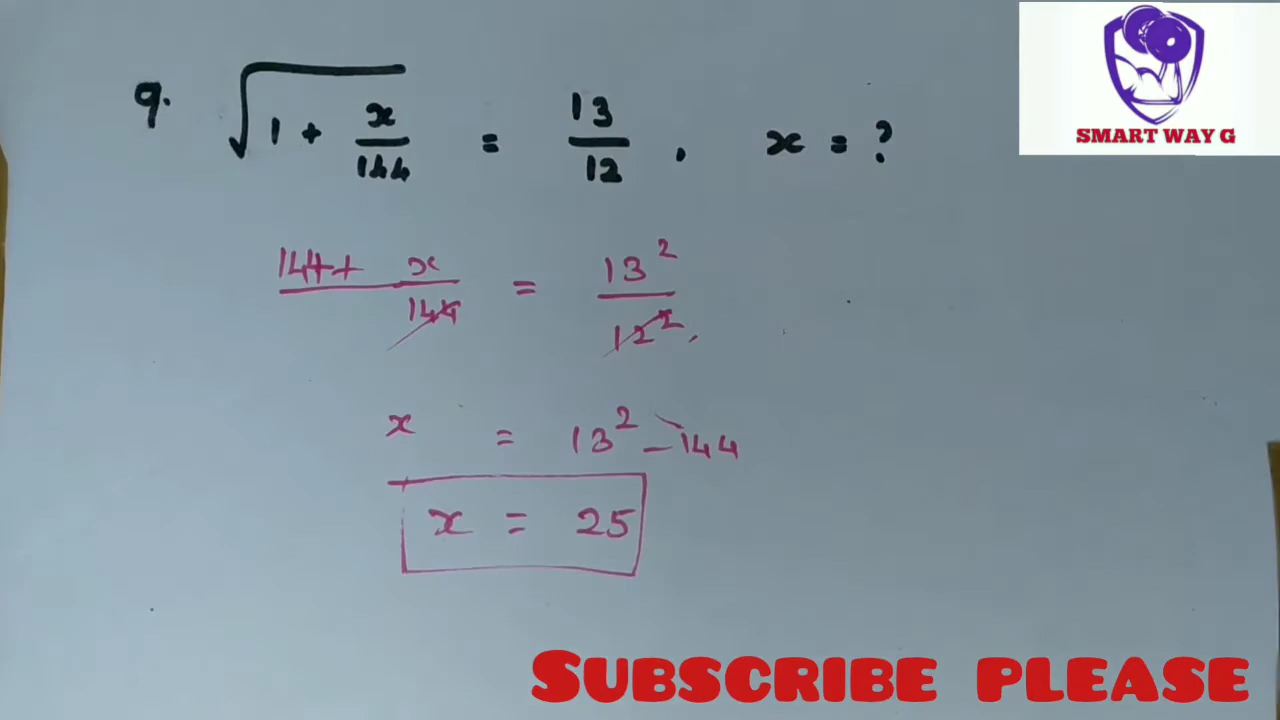 SMART WAY G
9. √1 + x/144 = 13/12 , x = ?
144 + x/144 = 13²/12² ,
x = 13² - 144
x = 25
SUBSCRIBE PLEASE